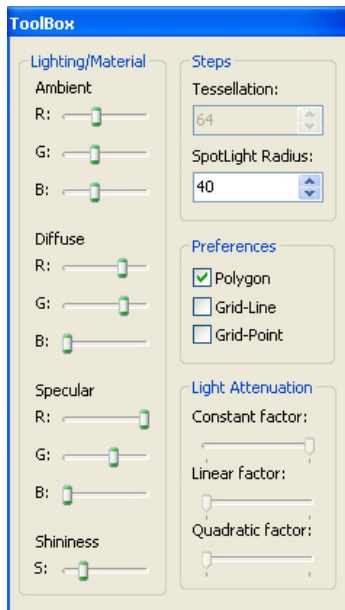 ToolBox
Lighting/Material
Ambient
R:
G:
B:
Diffuse
R:
G:
B:
Specular
R:
G:
B:
Shininess
S:
Steps
Tessellation:
64
SpotLight Radius:
40
Preferences
Polygon
Grid-Line
Grid-Point
Light Attenuation
Constant factor:
Linear factor:
Quadratic factor: